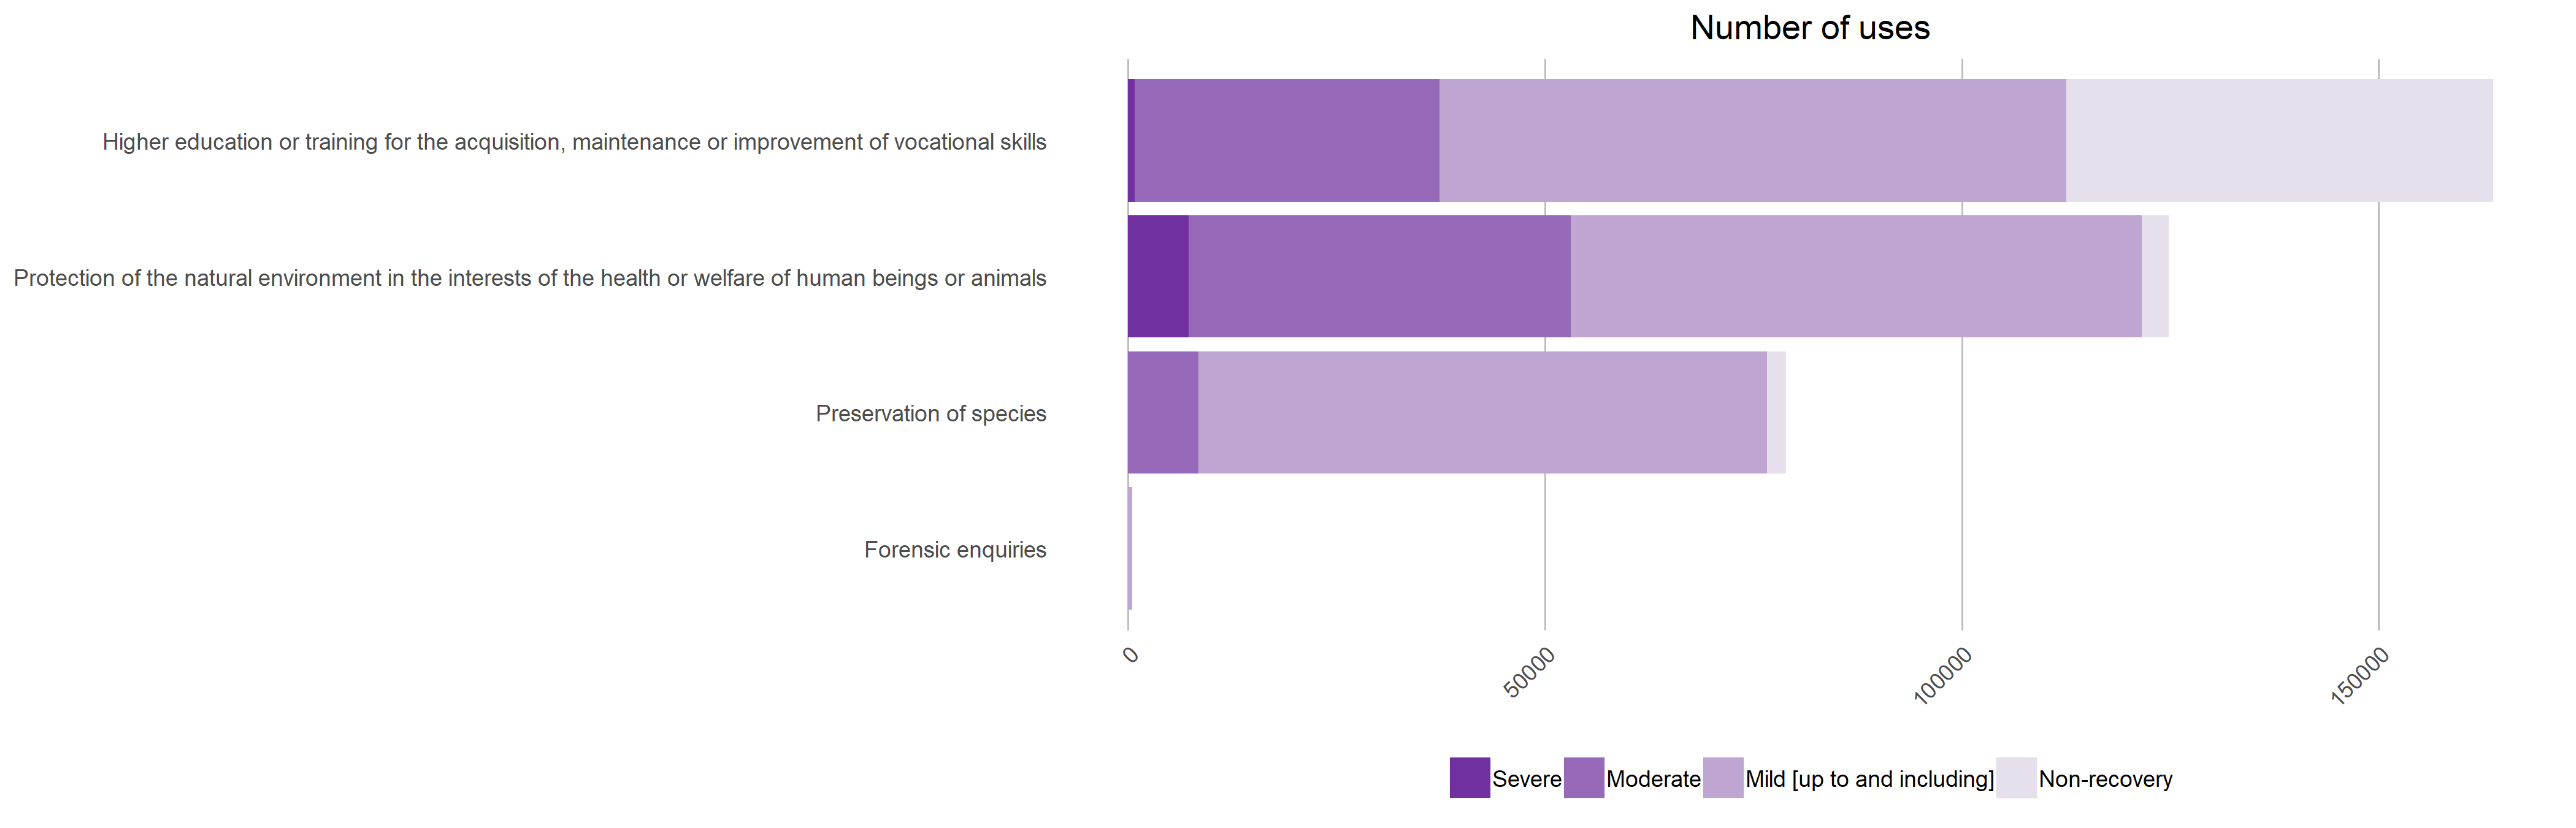 Number of uses
Higher education or training for the acquisition, maintenance or improvement of vocational skills
Protection of the natural environment in the interests of the health or welfare of human beings or animals
Preservation of species
Forensic enquiries
0
50000
100000
150000
Severe Moderate Mild [up to and including] Non-recovery